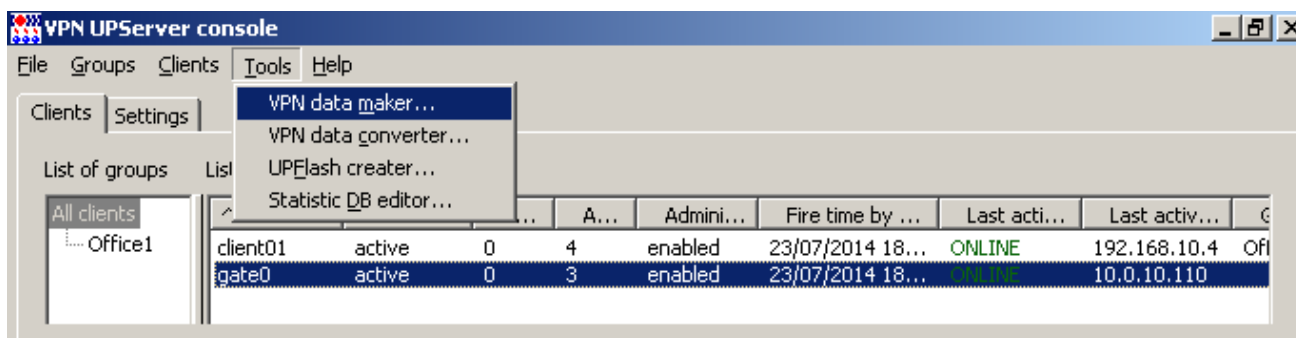 VPN UPServer console
File Groups Clients Tools Help
Clients Settings
VPN data maker...
VPN data converter...
UPFlash creater...
Statistic DB editor...
List of groups
All clients
Office1
... A... Admini... Fire time by ... Last acti... Last activ...
client01 active 0 4 enabled 23/07/2014 18... ONLINE 192.168.10.4
gate0 active 0 3 enabled 23/07/2014 18... ONLINE 10.0.10.110